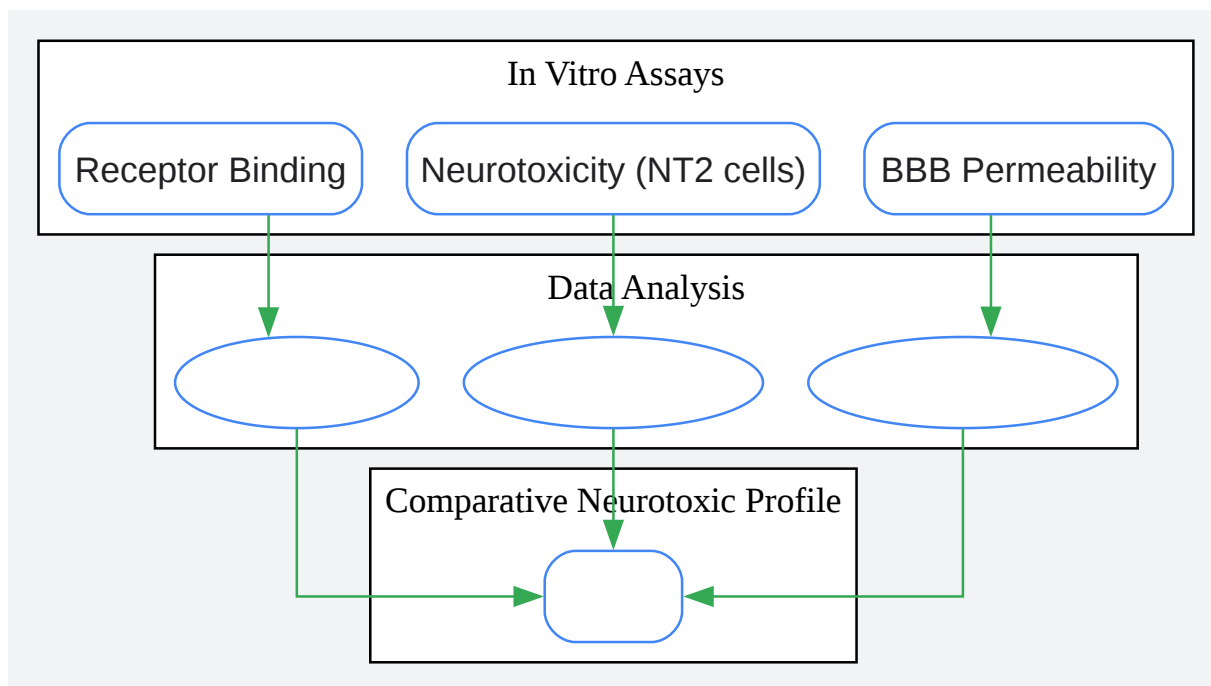 In Vitro Assays
Receptor Binding
Neurotoxicity (NT2 cells)
BBB Permeability
Data Analysis
Comparative Neurotoxic Profile